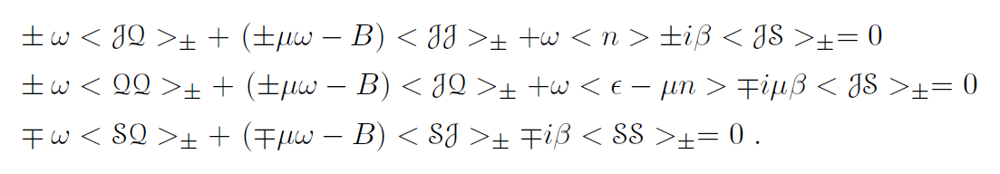 ± ω < 𝒥𝒬 >± + (±μω − B) < 𝒥𝒥 >± +ω < n > ±iβ < 𝒥𝒮 >±= 0
± ω < 𝒬𝒬 >± + (±μω − B) < 𝒥𝒬 >± +ω < ϵ − μn > ∓iμβ < 𝒥𝒮 >±= 0
∓ ω < 𝒮𝒬 >± + (∓μω − B) < 𝒮𝒥 >± ∓iβ < 𝒮𝒮 >±= 0 .